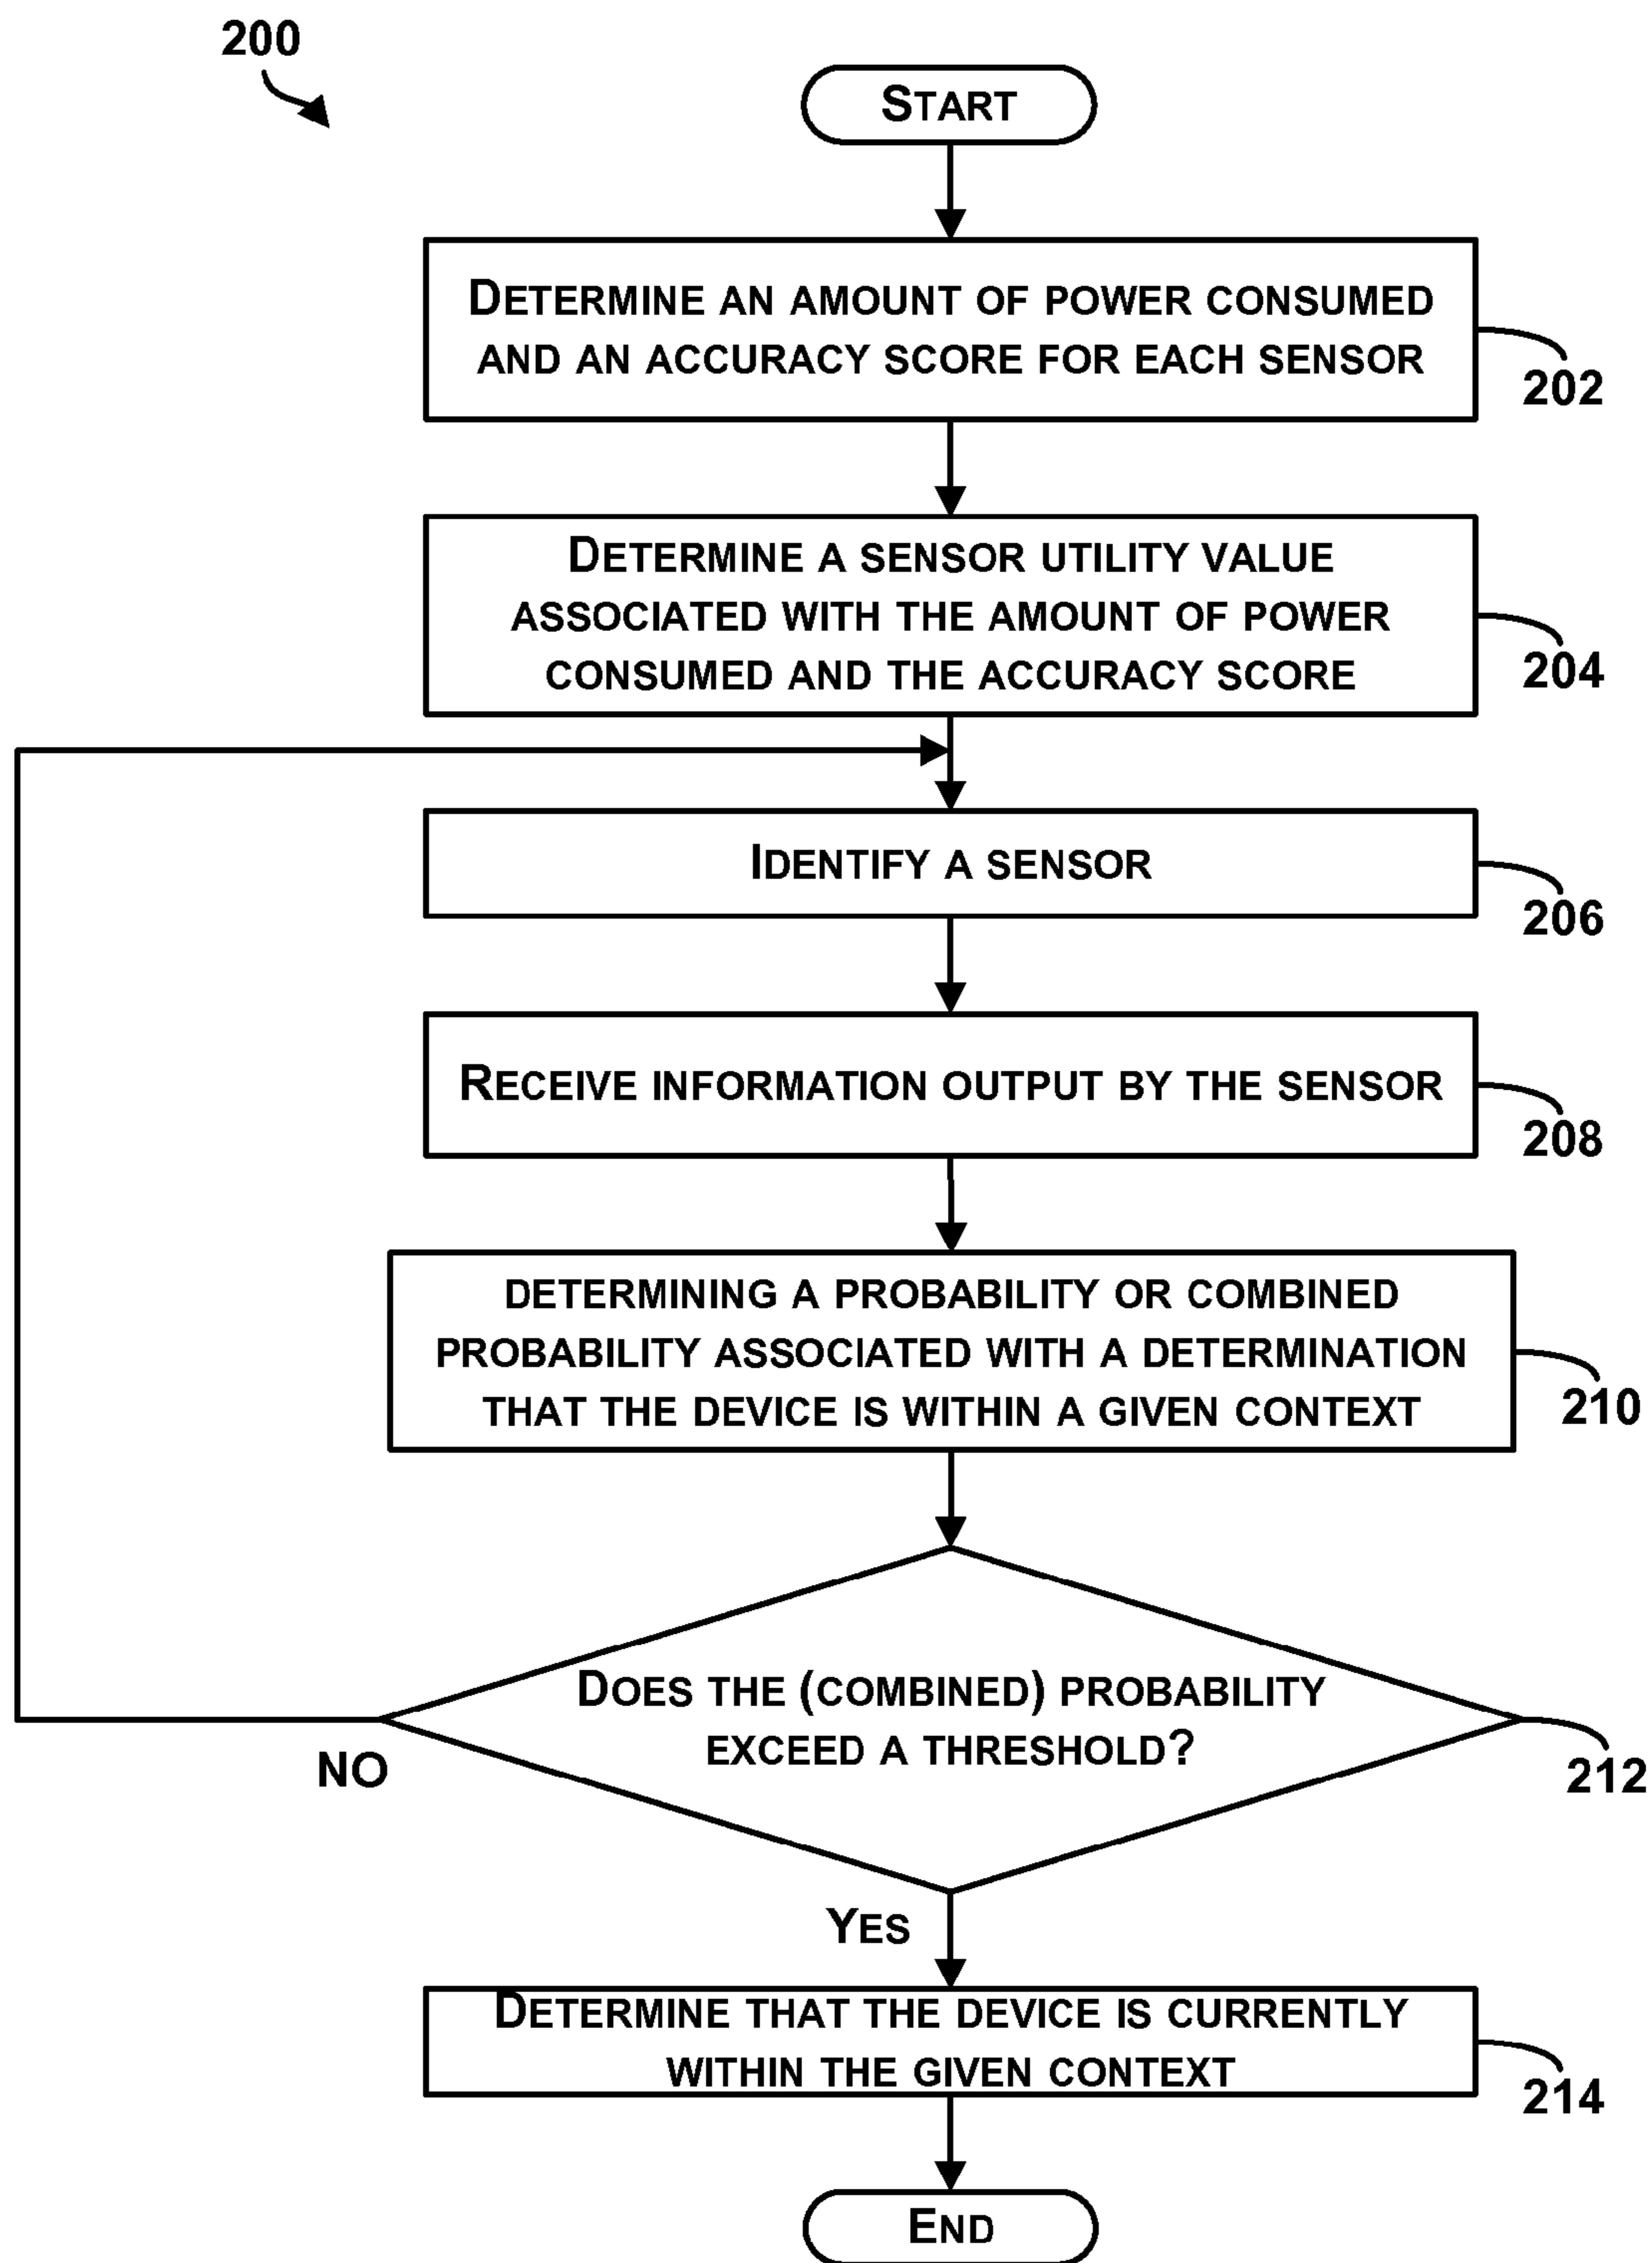 200
START
DETERMINE AN AMOUNT OF POWER CONSUMED
AND AN ACCURACY SCORE FOR EACH SENSOR
202
DETERMINE A SENSOR UTILITY VALUE
ASSOCIATED WITH THE AMOUNT OF POWER
CONSUMED AND THE ACCURACY SCORE
204
IDENTIFY A SENSOR
206
RECEIVE INFORMATION OUTPUT BY THE SENSOR
208
DETERMINING A PROBABILITY OR COMBINED
PROBABILITY ASSOCIATED WITH A DETERMINATION
THAT THE DEVICE IS WITHIN A GIVEN CONTEXT
210
DOES THE (COMBINED) PROBABILITY
EXCEED A THRESHOLD?
212
NO
YES
DETERMINE THAT THE DEVICE IS CURRENTLY
WITHIN THE GIVEN CONTEXT
214
END